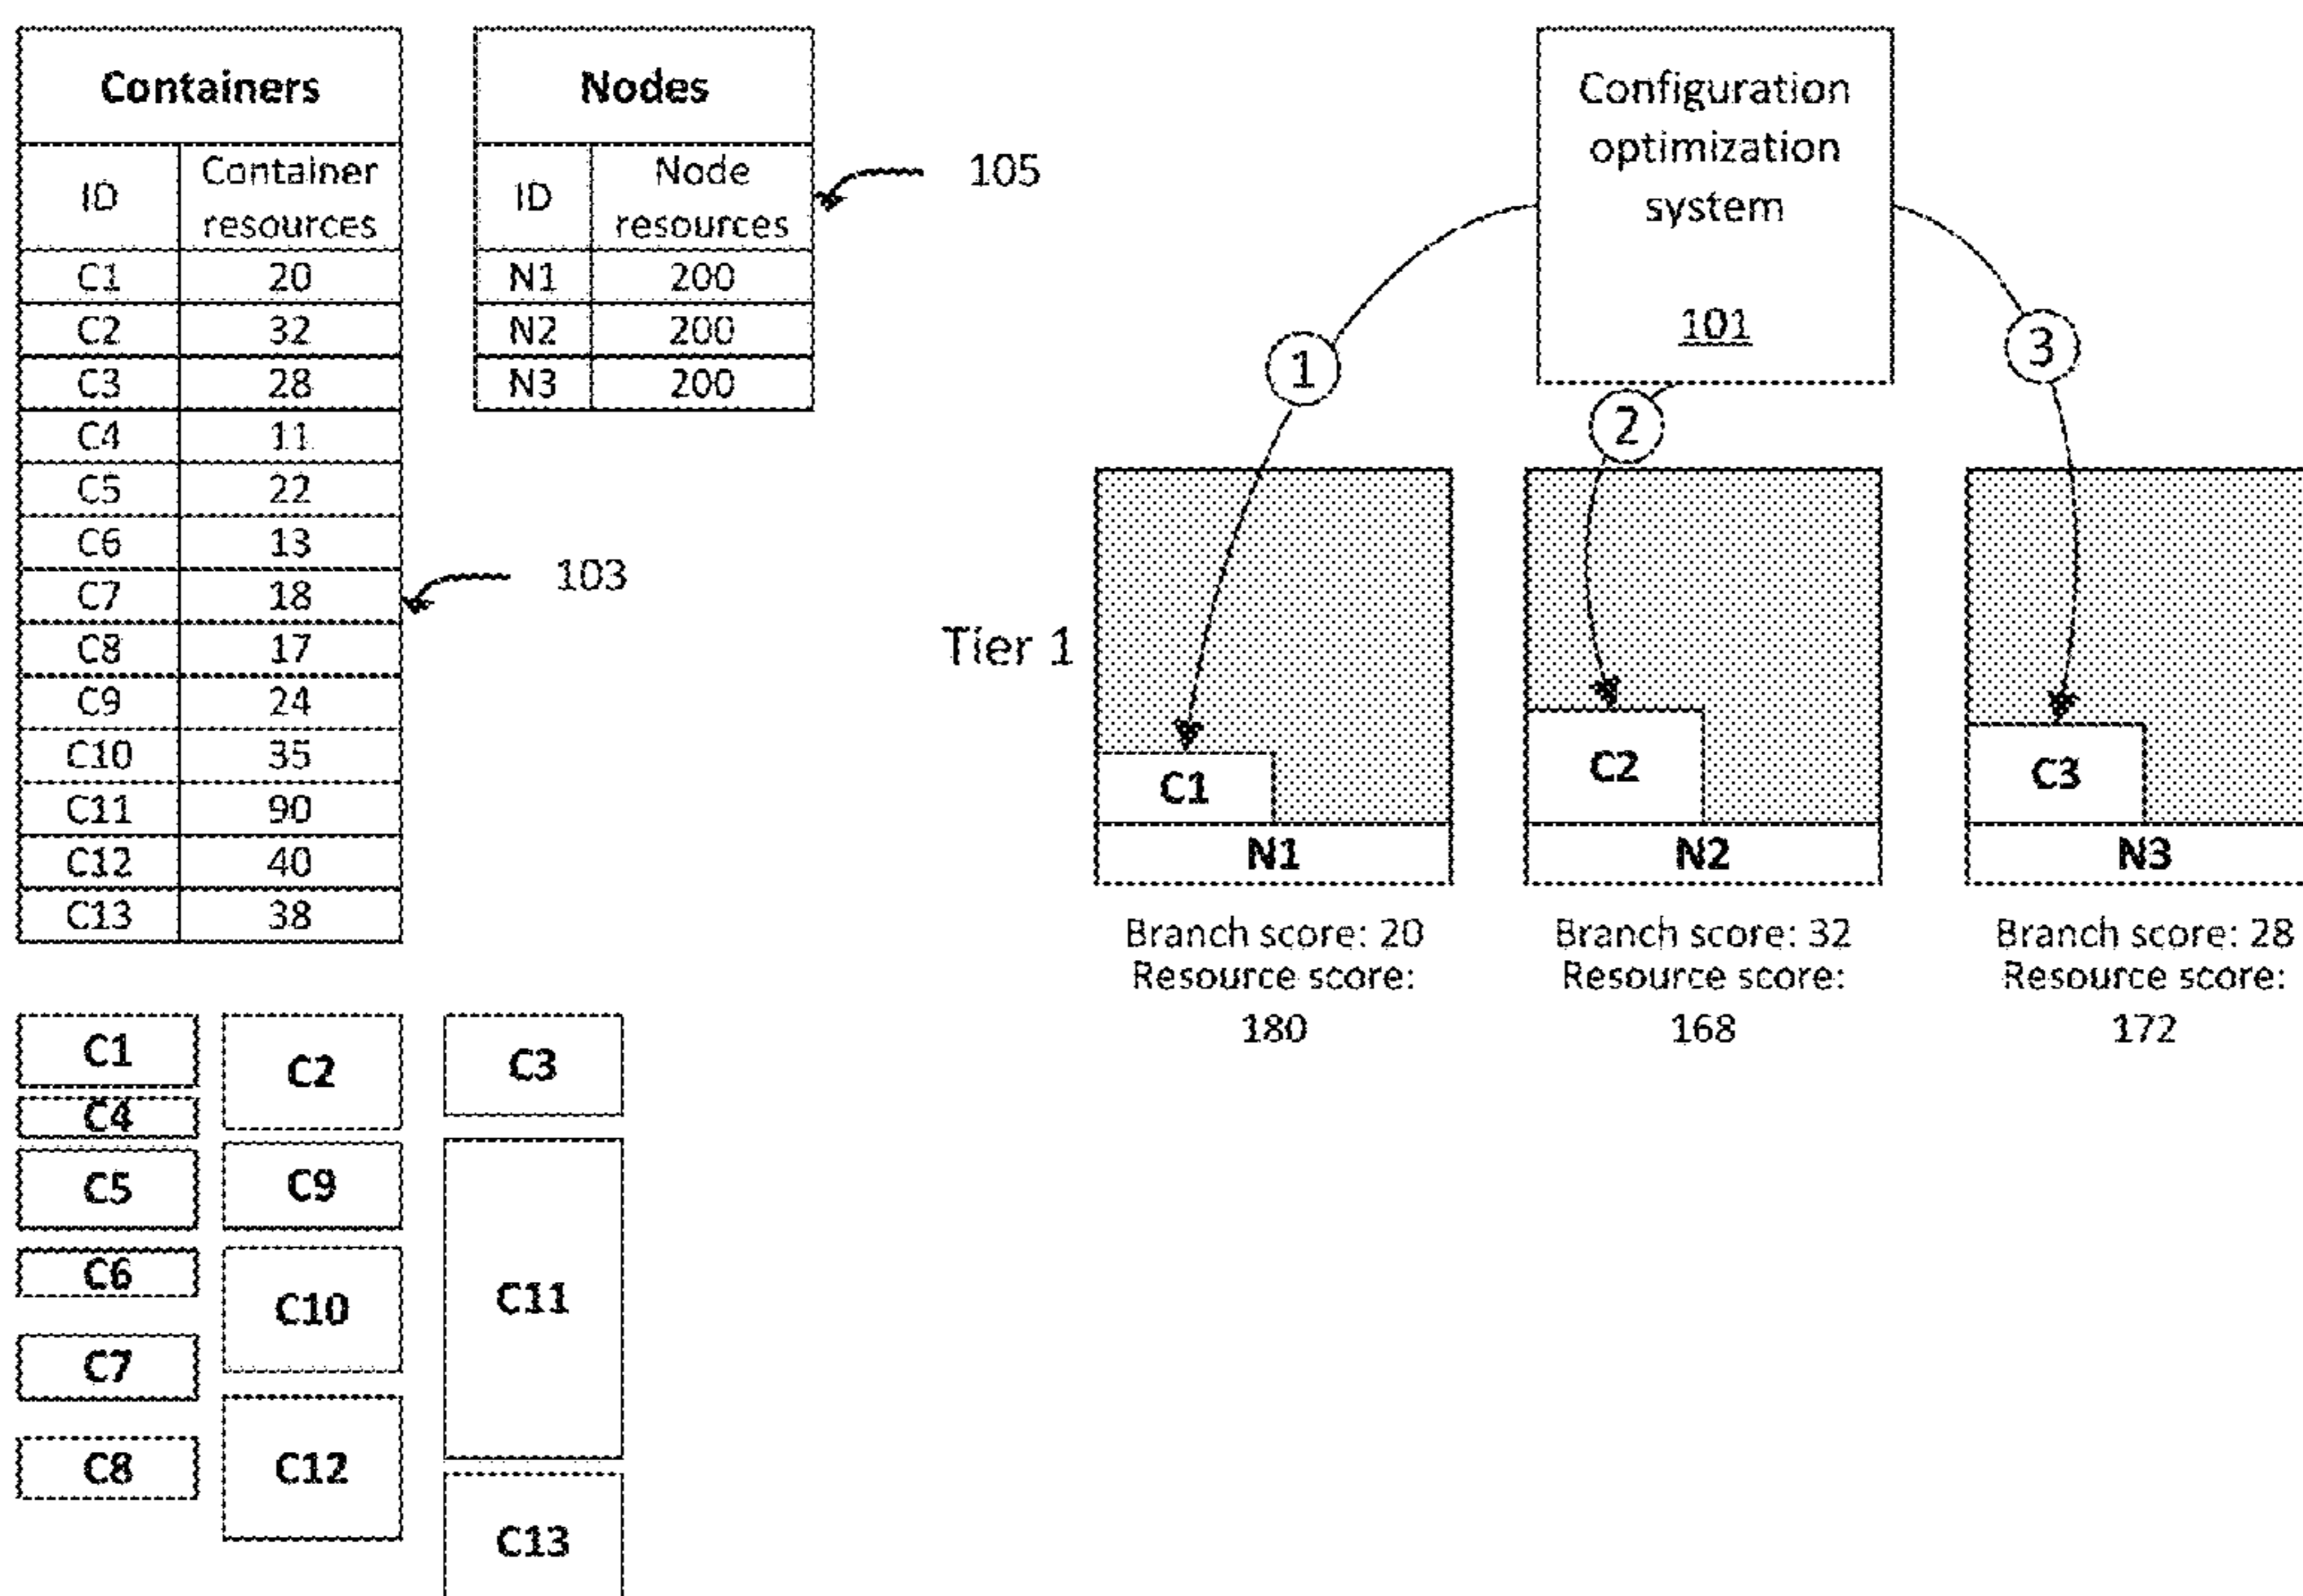 Containers
ID Container resources
C1 20
C2 32
C3 28
C4 11
C5 22
C6 13
C7 18
C8 17
C9 24
C10 35
C11 90
C12 40
C13 38
103
Nodes
ID Node resources
N1 200
N2 200
N3 200
105
Configuration
optimization
system
101
1
2
3
Tier 1
C1
N1
Branch score: 20
Resource score:
180
C2
N2
Branch score: 32
Resource score:
168
C3
N3
Branch score: 28
Resource score:
172
C1
C4
C5
C6
C7
C8
C2
C9
C10
C12
C3
C11
C13